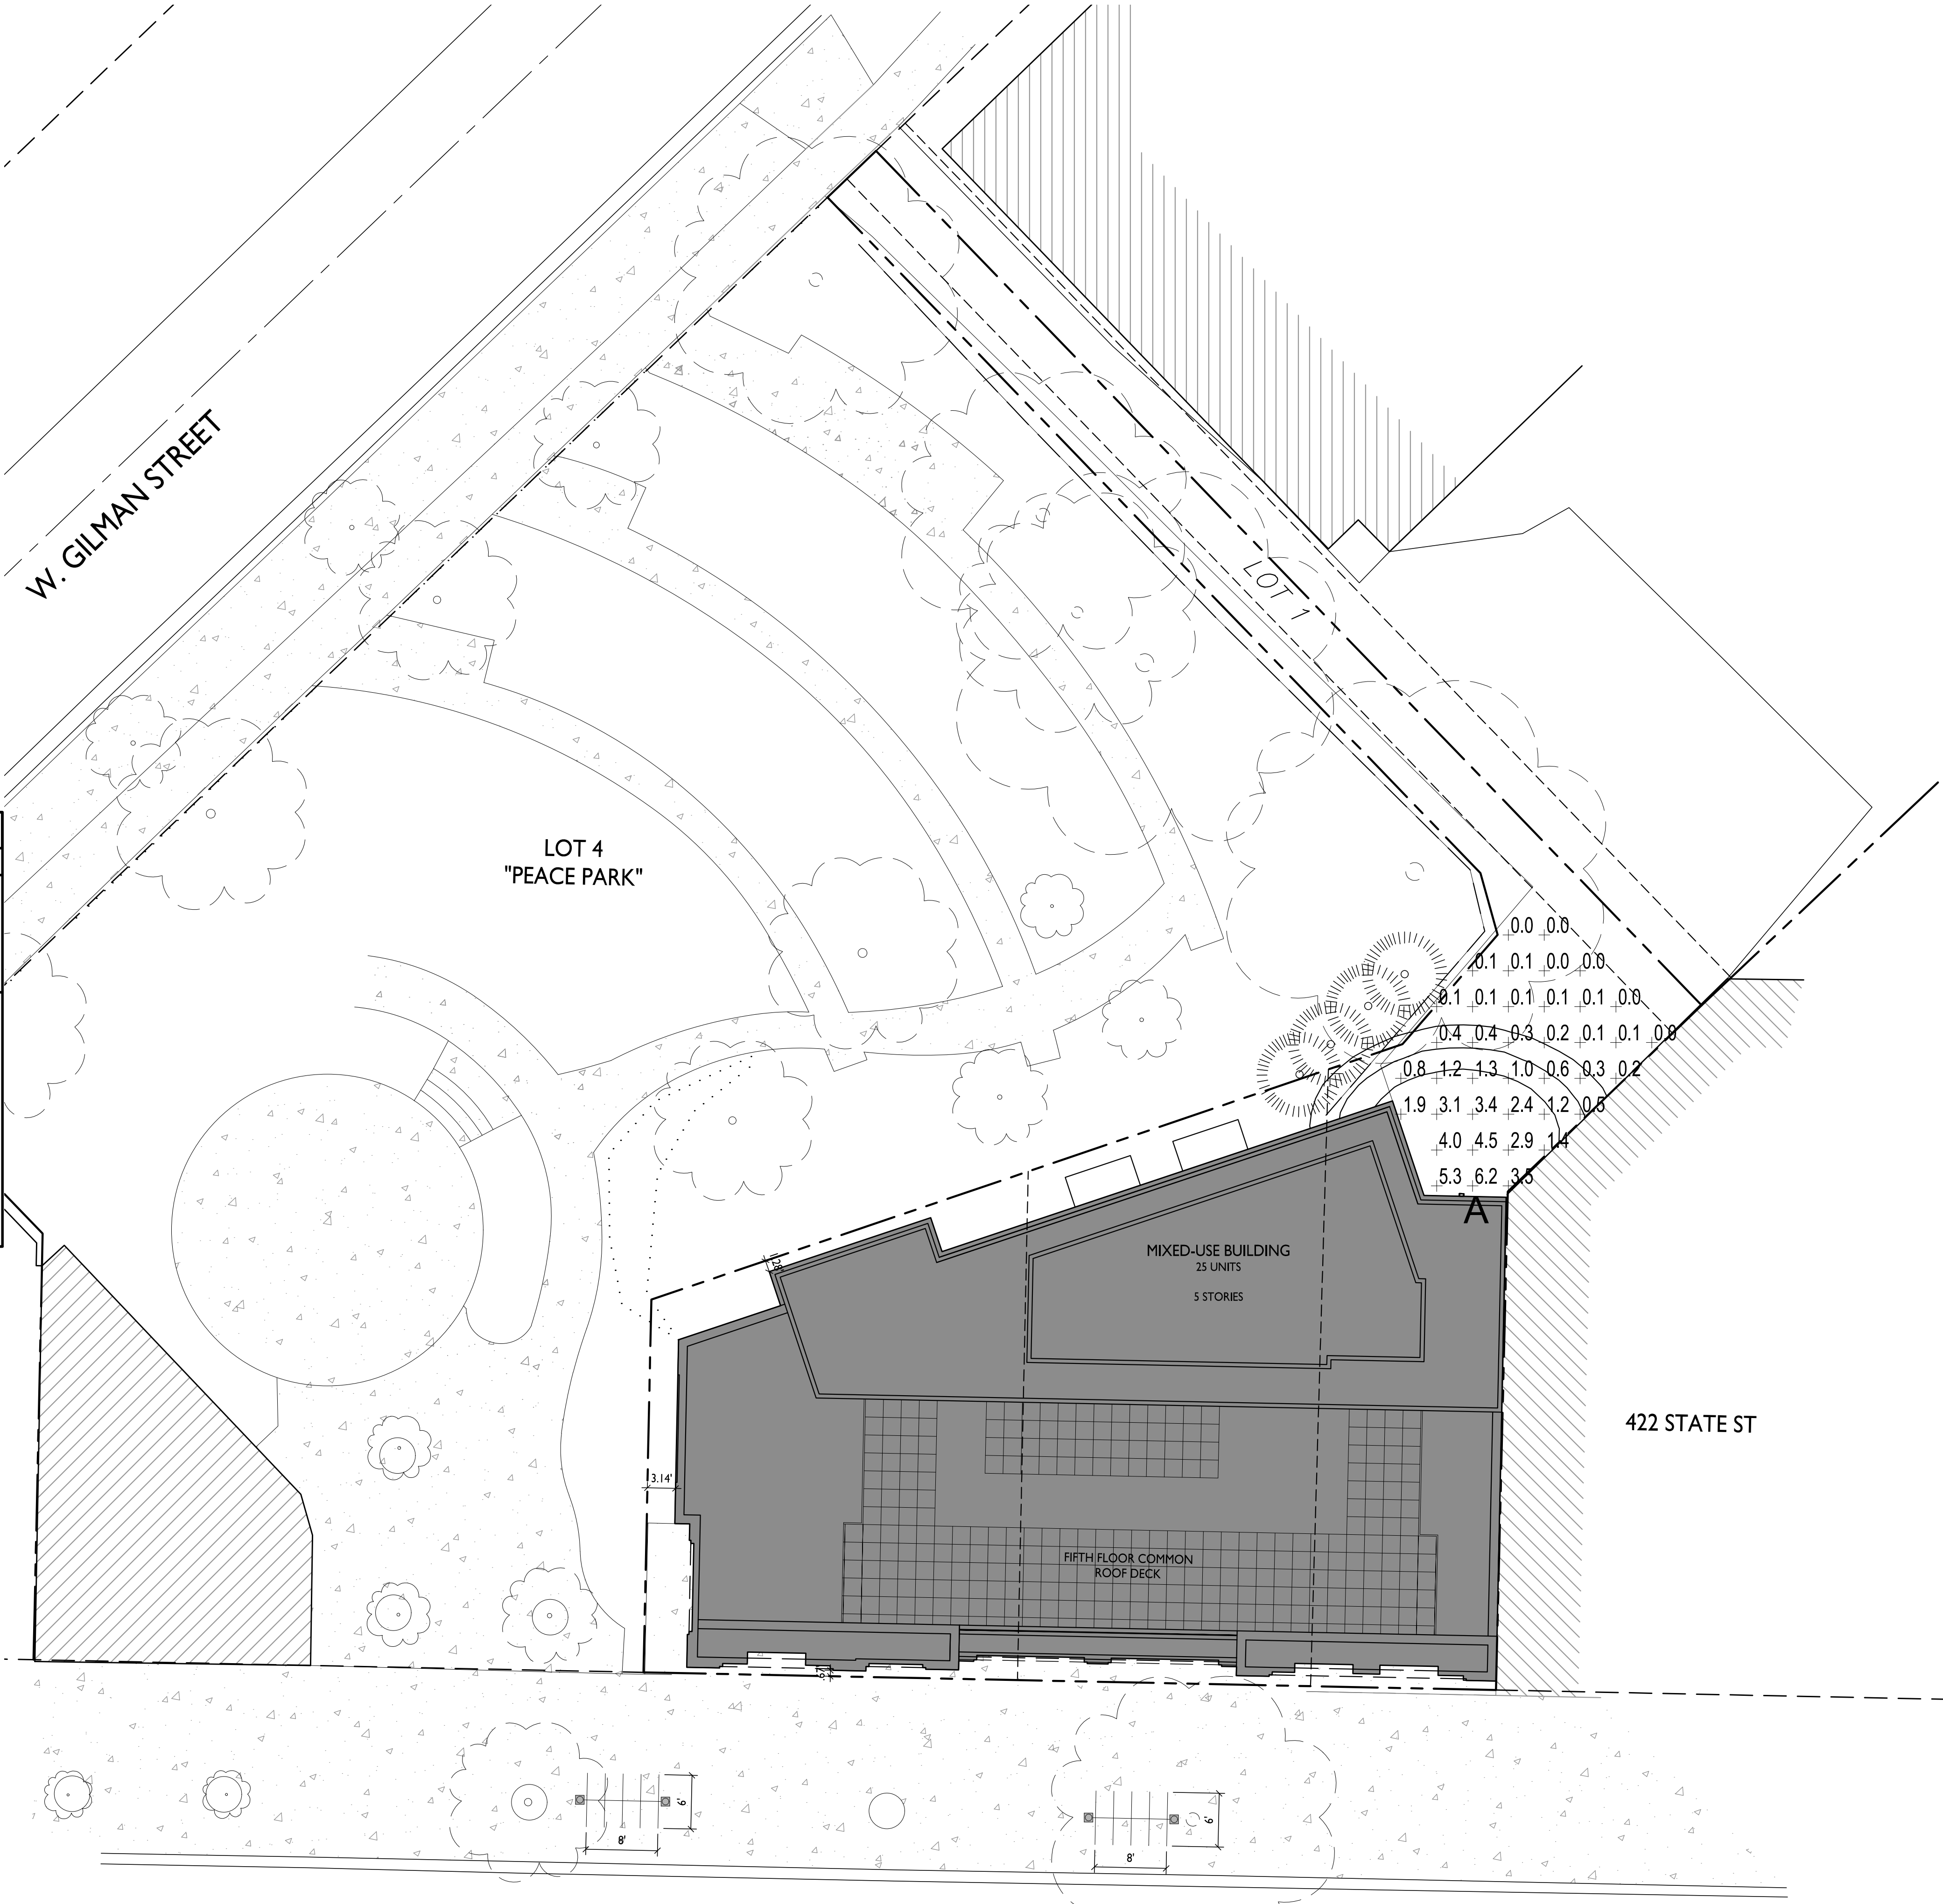 W. GILMAN STREET
LOT 1
LOT 4
"PEACE PARK"
0.0 0.0
0.1 0.1 0.0 0.0
0.1 0.1 0.1 0.1 0.1 0.0
0.4 0.4 0.3 0.2 0.1 0.1 0.0
0.8 1.2 1.3 1.0 0.6 0.3 0.2
1.9 3.1 3.4 2.4 1.2 0.5
4.0 4.5 2.9 1.4
5.3 6.2 3.5
A
MIXED-USE BUILDING
25 UNITS
5 STORIES
422 STATE ST
3.14'
FIFTH FLOOR COMMON
ROOF DECK
6'
8'
6'
8'